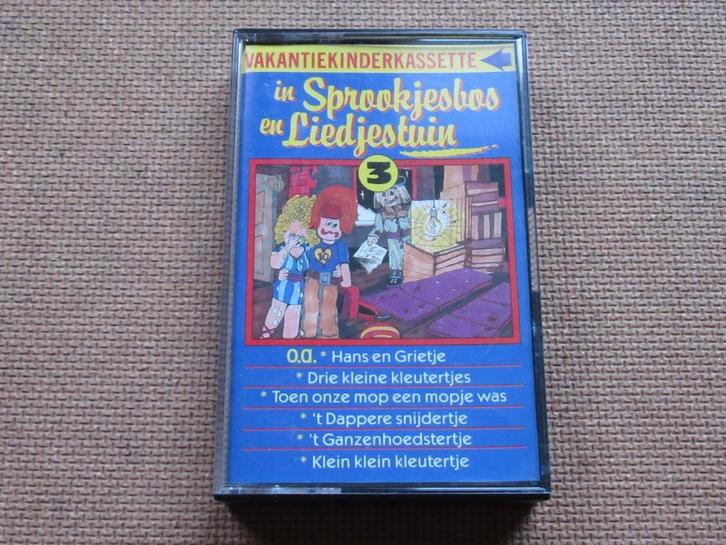 VAKANTIEKINDERKASSETTE
in Sprookjesbos
en Liedjestuin
3
o.a. * Hans en Grietje
* Drie kleine kleutertjes
* Toen onze mop een mopje was
* 't Dappere snijdertje
* 't Ganzenhoedstertje
* Klein klein kleutertje